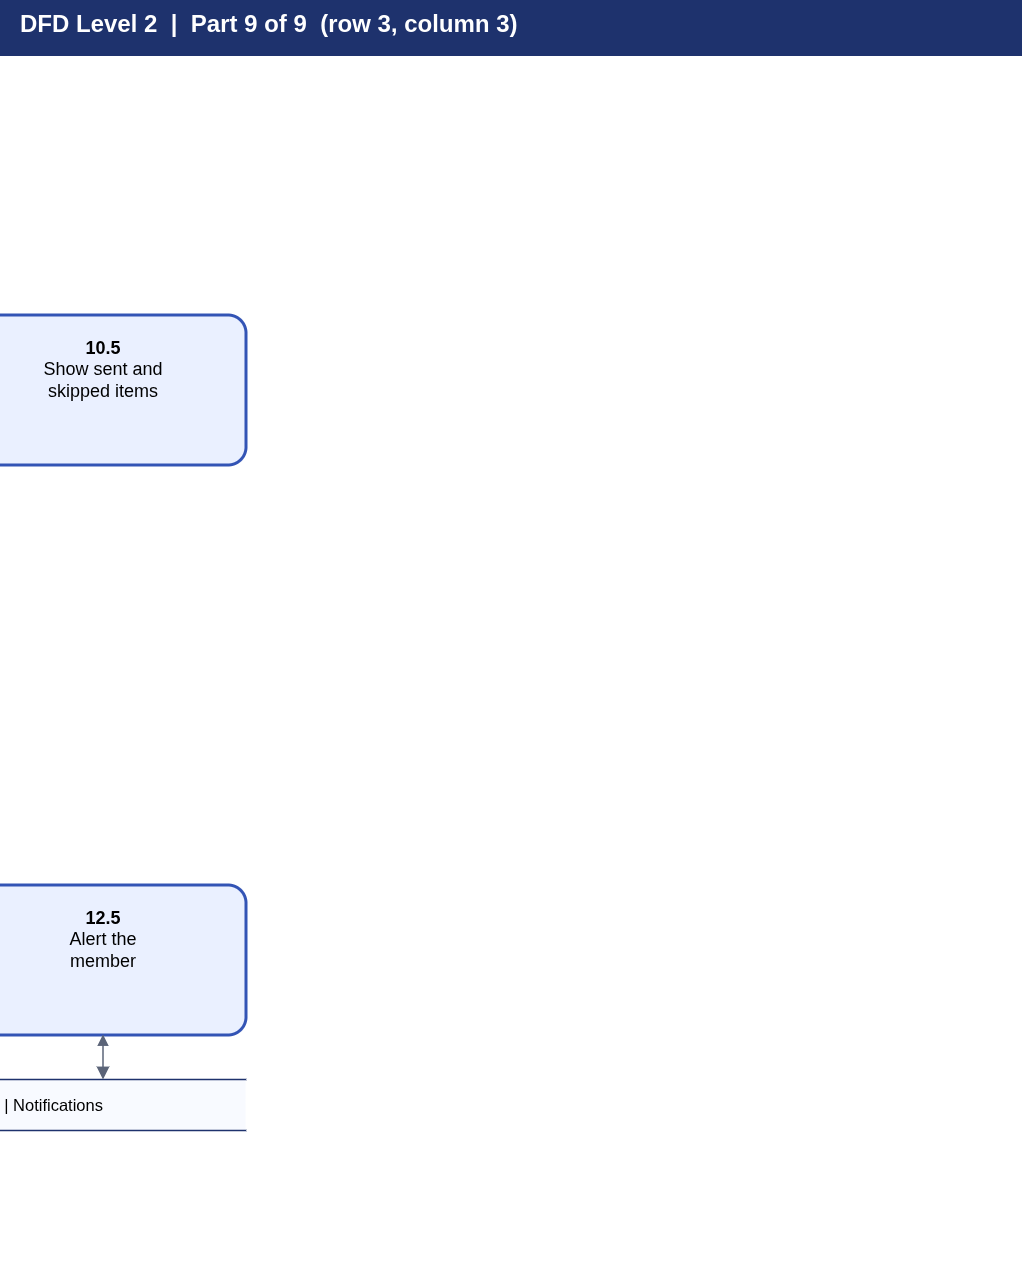 DFD Level 2 | Part 9 of 9 (row 3, column 3)
10.5
Show sent and
skipped items
12.5
Alert the
member
| Notifications